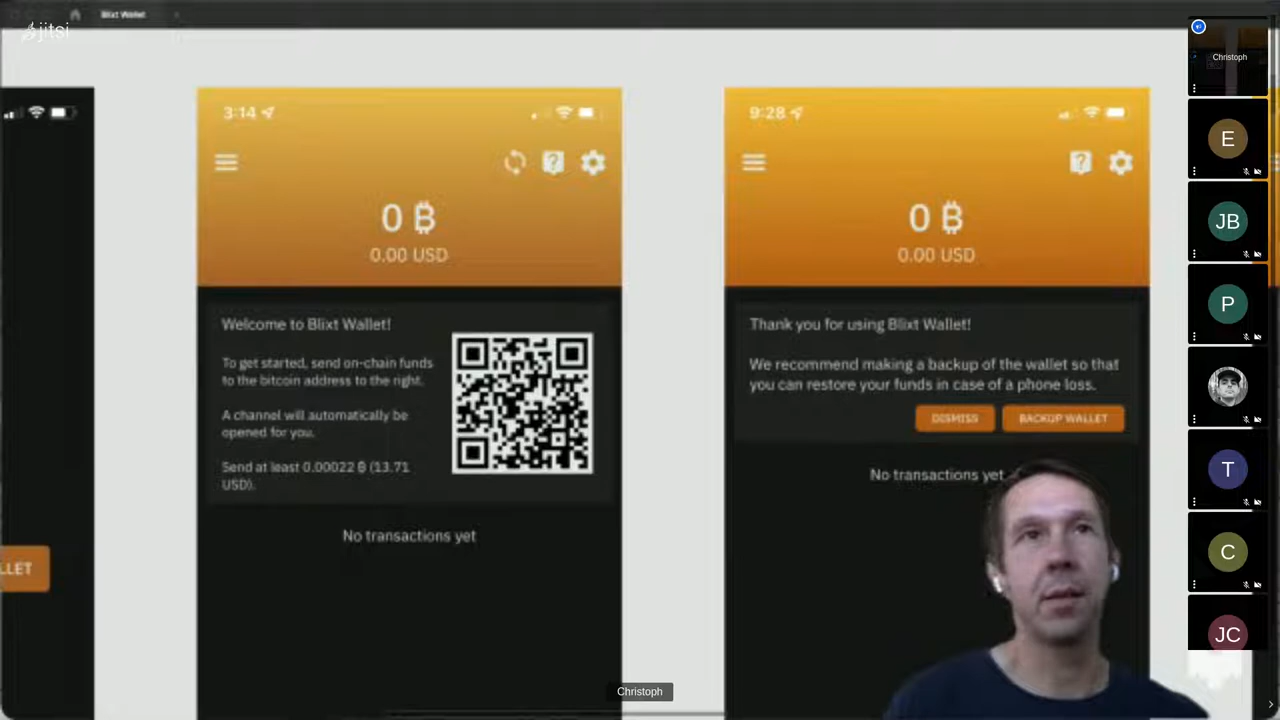 Blixt Wallet
jitsi
3:14
0 ₿
0.00 USD
Welcome to Blixt Wallet!
To get started, send on-chain funds
to the bitcoin address to the right.
A channel will automatically be
opened for you.
Send at least 0.00022 ₿ (13.71
USD).
No transactions yet
LLET
9:28
0 ₿
0.00 USD
Thank you for using Blixt Wallet!
We recommend making a backup of the wallet so that
you can restore your funds in case of a phone loss.
DISMISS
BACKUP WALLET
No transactions yet
Christoph
Christoph
E
JB
P
T
C
JC